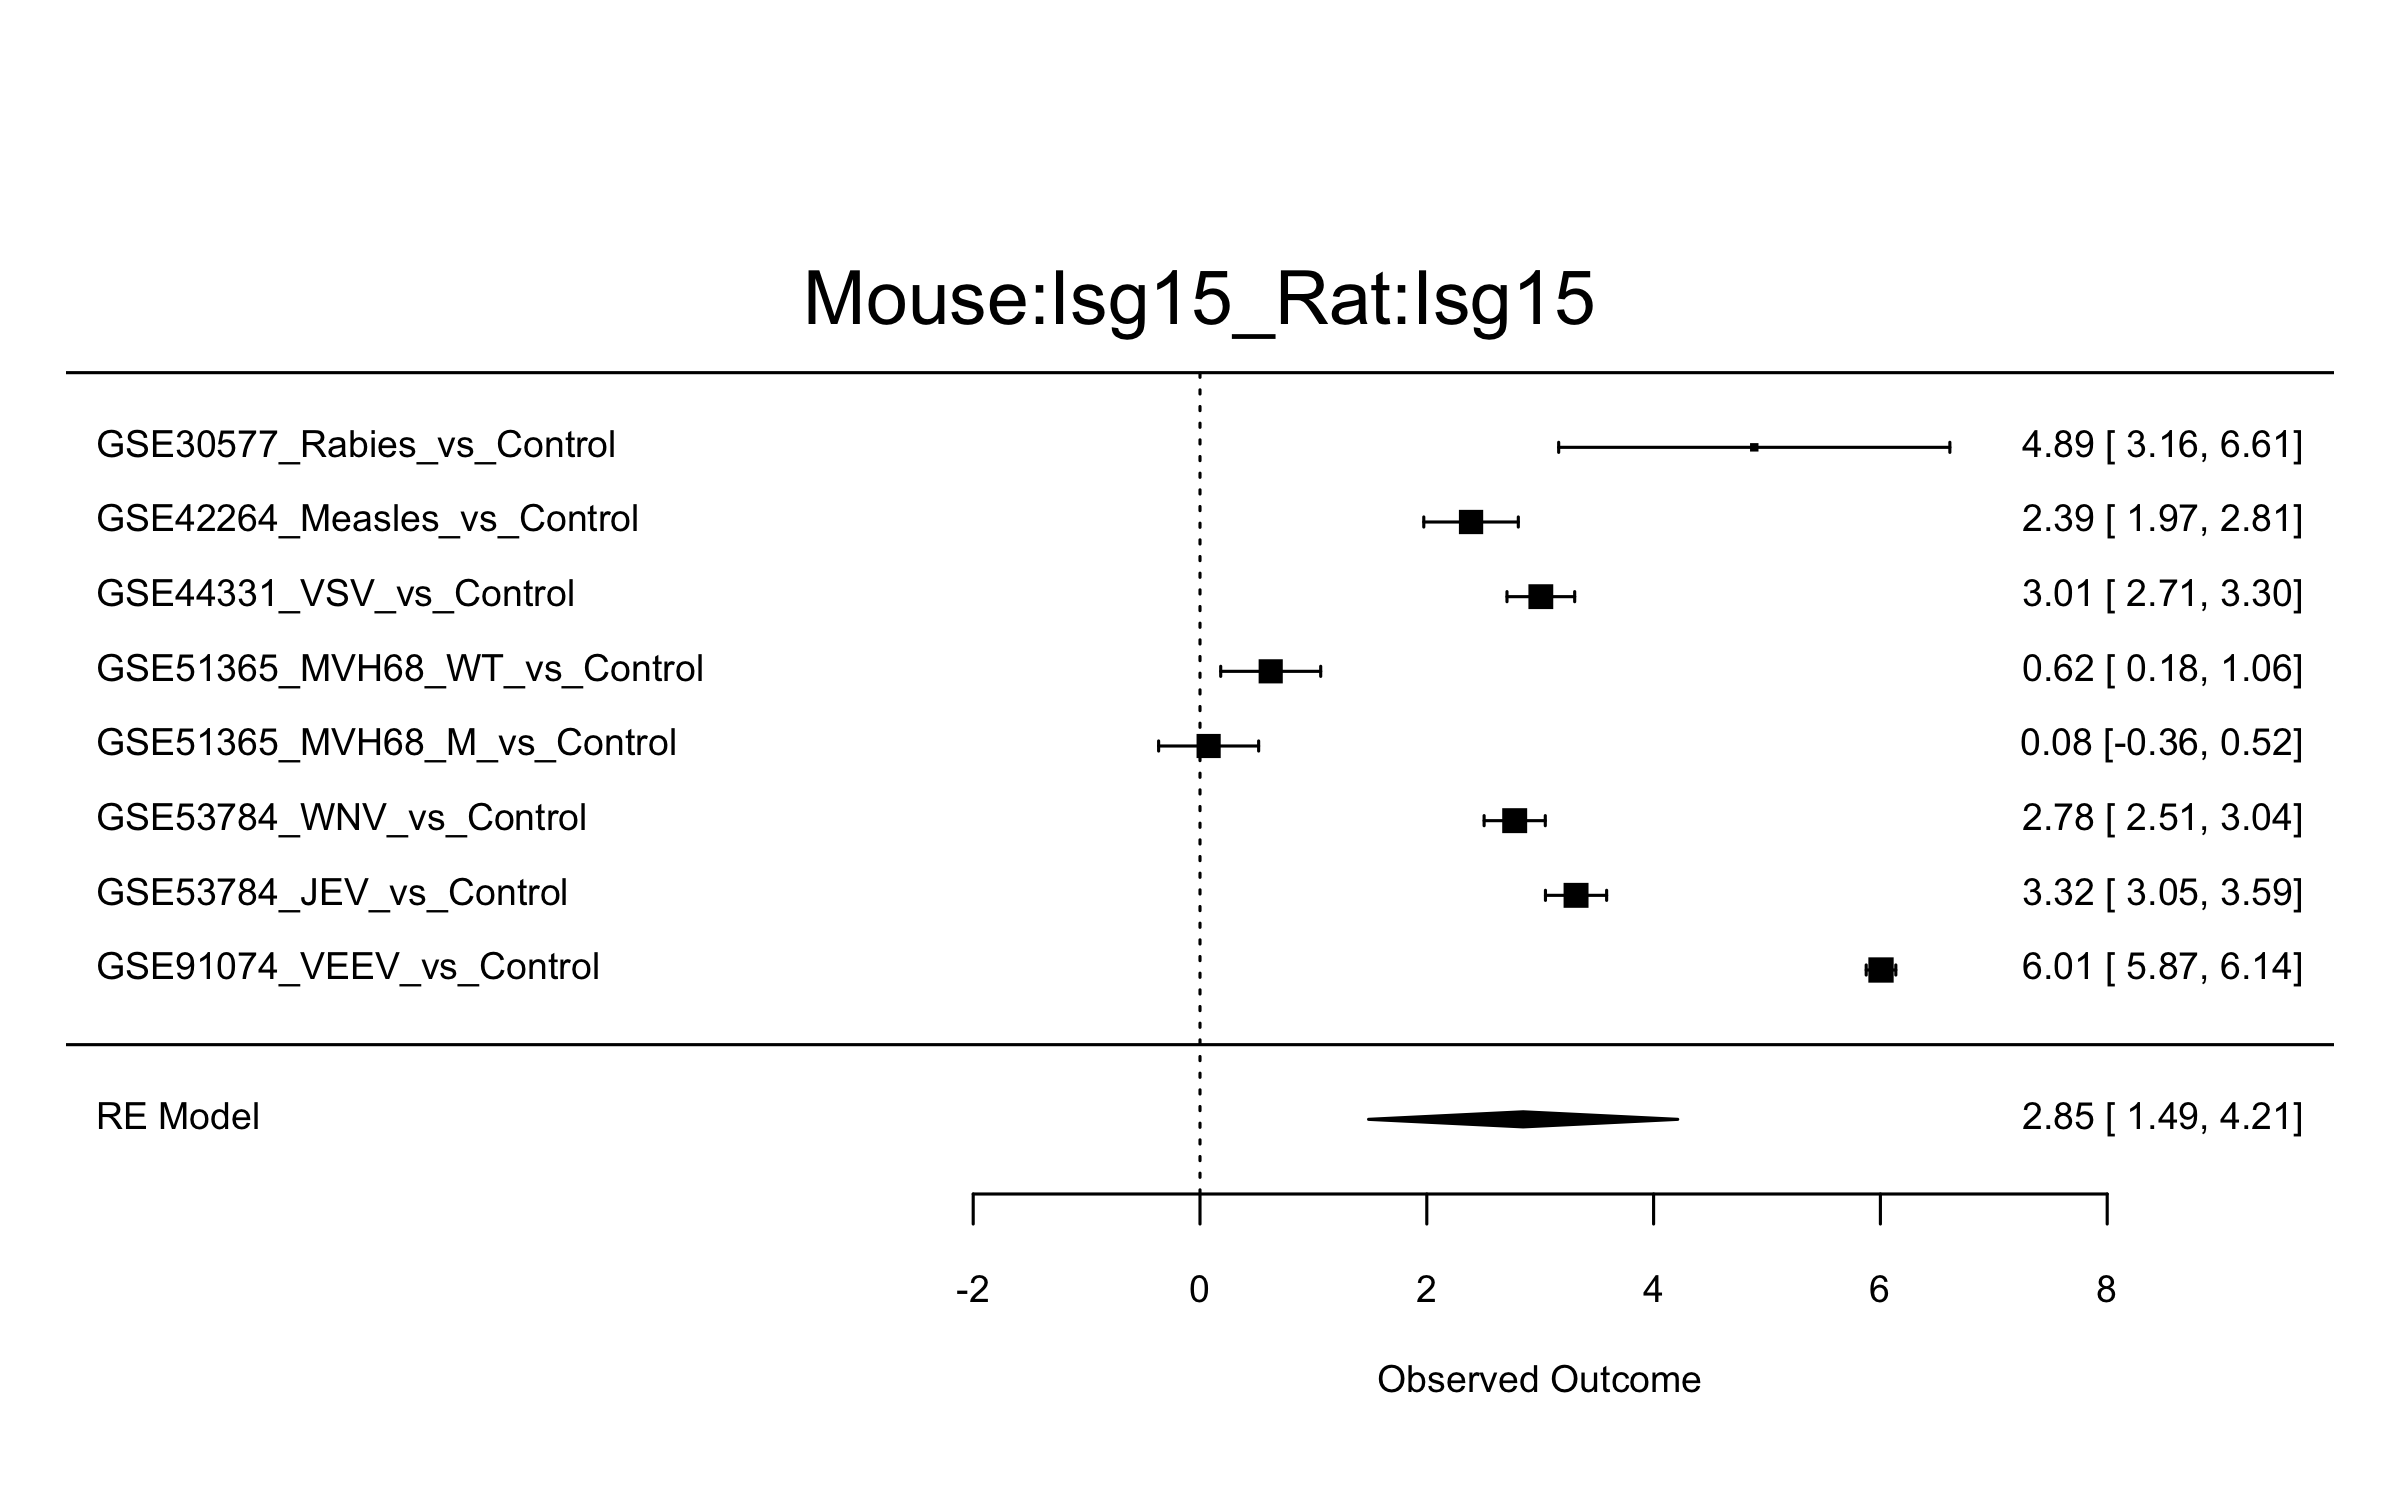 Mouse:Isg15_Rat:Isg15
GSE30577_Rabies_vs_Control 4.89 [ 3.16, 6.61]
GSE42264_Measles_vs_Control 2.39 [ 1.97, 2.81]
GSE44331_VSV_vs_Control 3.01 [ 2.71, 3.30]
GSE51365_MVH68_WT_vs_Control 0.62 [ 0.18, 1.06]
GSE51365_MVH68_M_vs_Control 0.08 [-0.36, 0.52]
GSE53784_WNV_vs_Control 2.78 [ 2.51, 3.04]
GSE53784_JEV_vs_Control 3.32 [ 3.05, 3.59]
GSE91074_VEEV_vs_Control 6.01 [ 5.87, 6.14]
RE Model 2.85 [ 1.49, 4.21]
-2 0 2 4 6 8
Observed Outcome